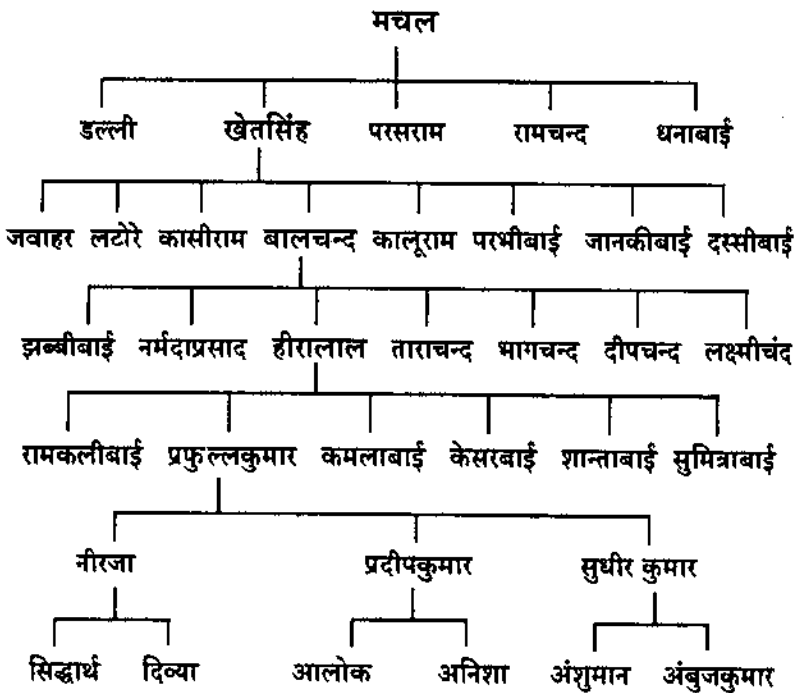 मचल
डल्ली खेतसिंह परसराम रामचन्द धनाबाई
जवाहर लटोरे कासीराम बालचन्द कालूराम परभीबाई जानकीबाई दस्सीबाई
झब्बीबाई नर्मदाप्रसाद हीरालाल ताराचन्द भागचन्द दीपचन्द लक्ष्मीचंद
रामकलीबाई प्रफुल्लकुमार कमलाबाई केसरबाई शान्ताबाई सुमित्राबाई
नीरजा प्रदीपकुमार सुधीर कुमार
सिद्धार्थ दिव्या आलोक अनिशा अंशुमान अंबुजकुमार